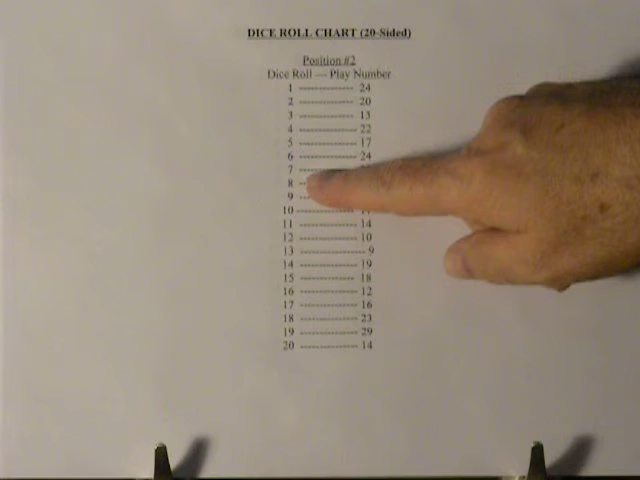 DICE ROLL CHART (20-Sided)
Position #2
Dice Roll — Play Number
1 ---------------- 24
2 ---------------- 20
3 ---------------- 13
4 ---------------- 22
5 ---------------- 17
6 ---------------- 24
7 ---
8 ---
9 ---
10 ----------------
11 ---------------- 14
12 ---------------- 10
13 ------------------ 9
14 ---------------- 19
15 ---------------- 18
16 ---------------- 12
17 ---------------- 16
18 ---------------- 23
19 ---------------- 29
20 ---------------- 14